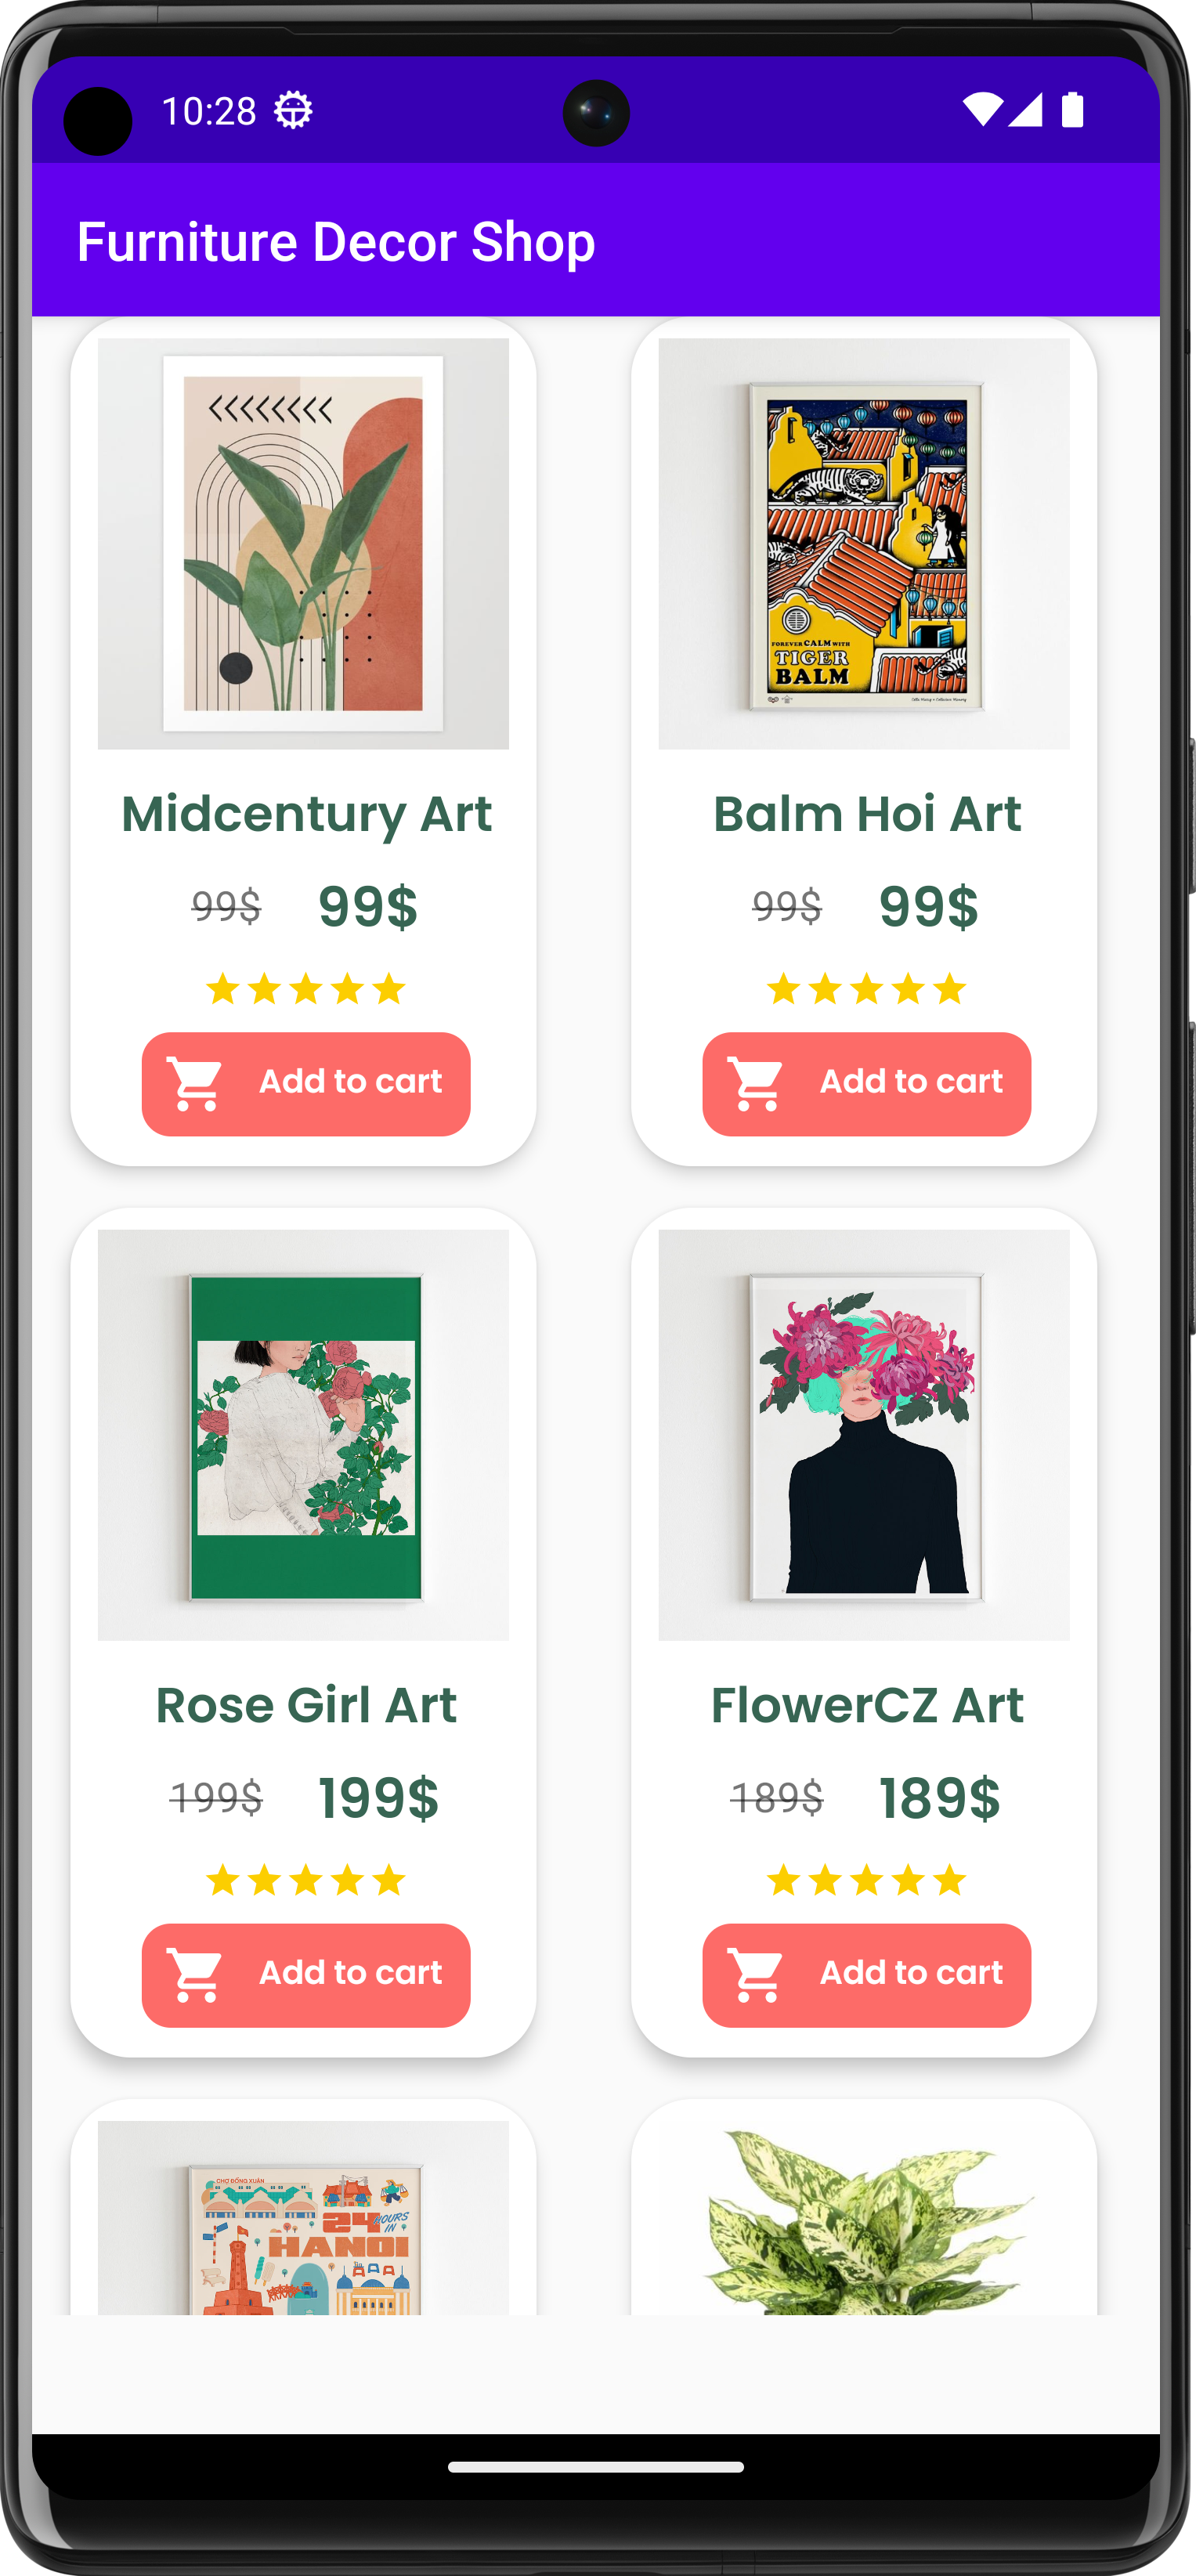 10:28
Furniture Decor Shop
FOREVER CALM WITH
TIGER
BALM
Midcentury Art
Balm Hoi Art
99$ 99$
99$ 99$
Add to cart
Add to cart
Rose Girl Art
FlowerCZ Art
199$ 199$
189$ 189$
Add to cart
Add to cart
CHỢ ĐỒNG XUÂN
24 HOURS
IN
HANOI